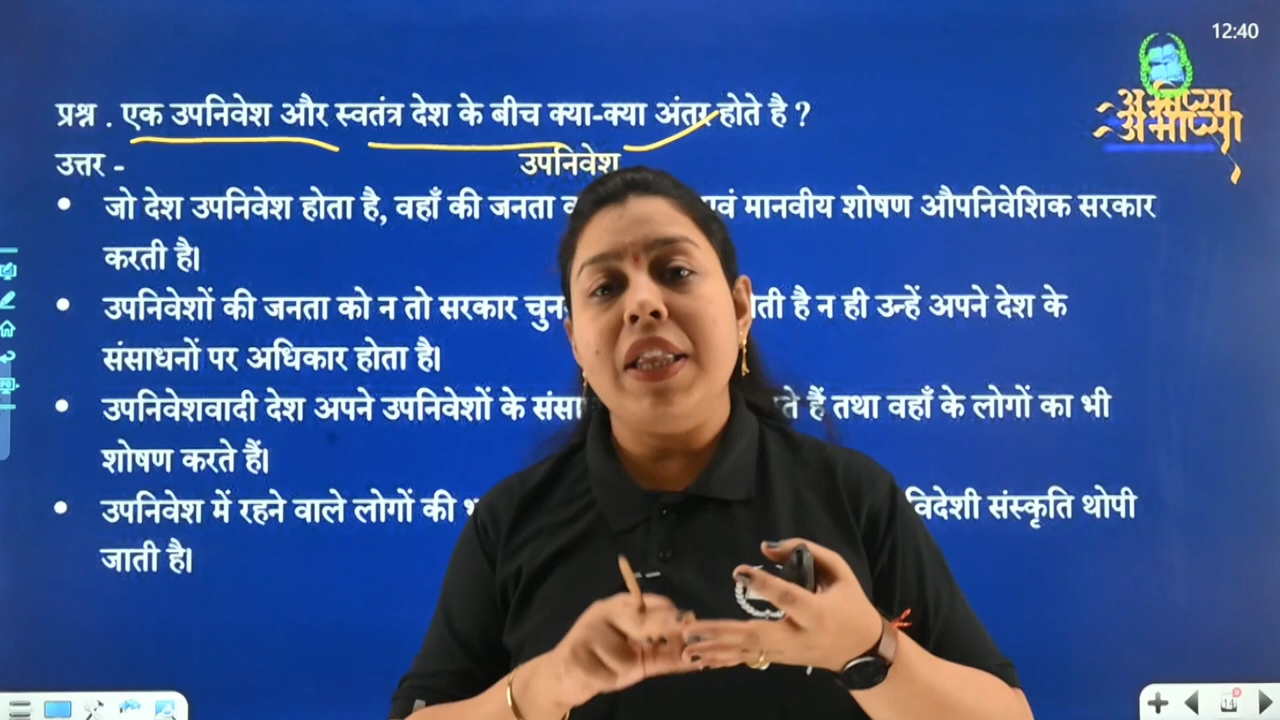 12:40
अभीप्सा
प्रश्न . एक उपनिवेश और स्वतंत्र देश के बीच क्या-क्या अंतर होते है ?
उत्तर -
उपनिवेश
• जो देश उपनिवेश होता है, वहाँ की जनता एवं मानवीय शोषण औपनिवेशिक सरकार
करती है।
• उपनिवेशों की जनता को न तो सरकार है न ही उन्हें अपने देश के
संसाधनों पर अधिकार होता है।
• उपनिवेशवादी देश अपने उपनिवेशों के हैं तथा वहाँ के लोगों का भी
शोषण करते हैं।
• उपनिवेश में रहने वाले लोगों की विदेशी संस्कृति थोपी
जाती है।